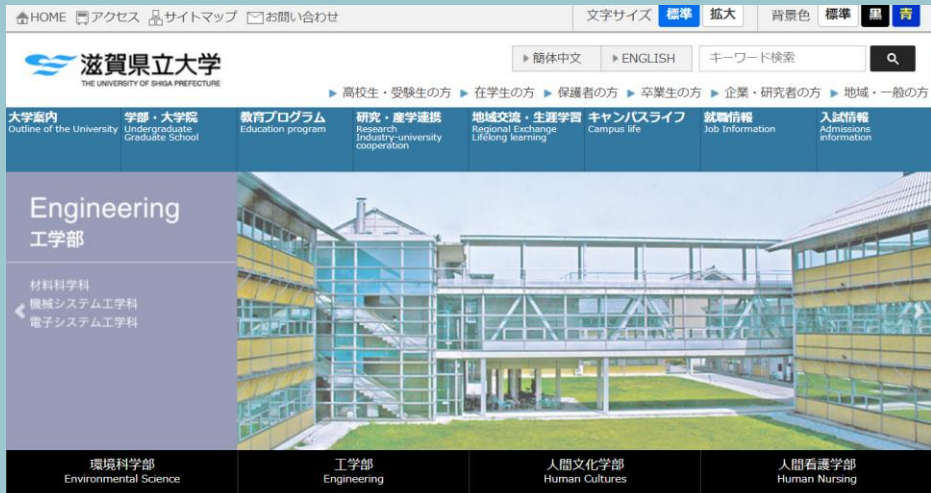 HOME アクセス サイトマップ お問い合わせ
文字サイズ 標準 拡大 背景色 標準 黒 青
滋賀県立大学
THE UNIVERSITY OF SHIGA PREFECTURE
簡体中文 ENGLISH キーワード検索
高校生・受験生の方 在学生の方 保護者の方 卒業生の方 企業・研究者の方 地域・一般の方
大学案内
Outline of the University
学部・大学院
Undergraduate
Graduate School
教育プログラム
Education program
研究・産学連携
Research
Industry-university
cooperation
地域交流・生涯学習
Regional Exchange
Lifelong learning
キャンパスライフ
Campus life
就職情報
Job Information
入試情報
Admissions
information
Engineering
工学部
材料科学科
機械システム工学科
電子システム工学科
環境科学部
Environmental Science
工学部
Engineering
人間文化学部
Human Cultures
人間看護学部
Human Nursing